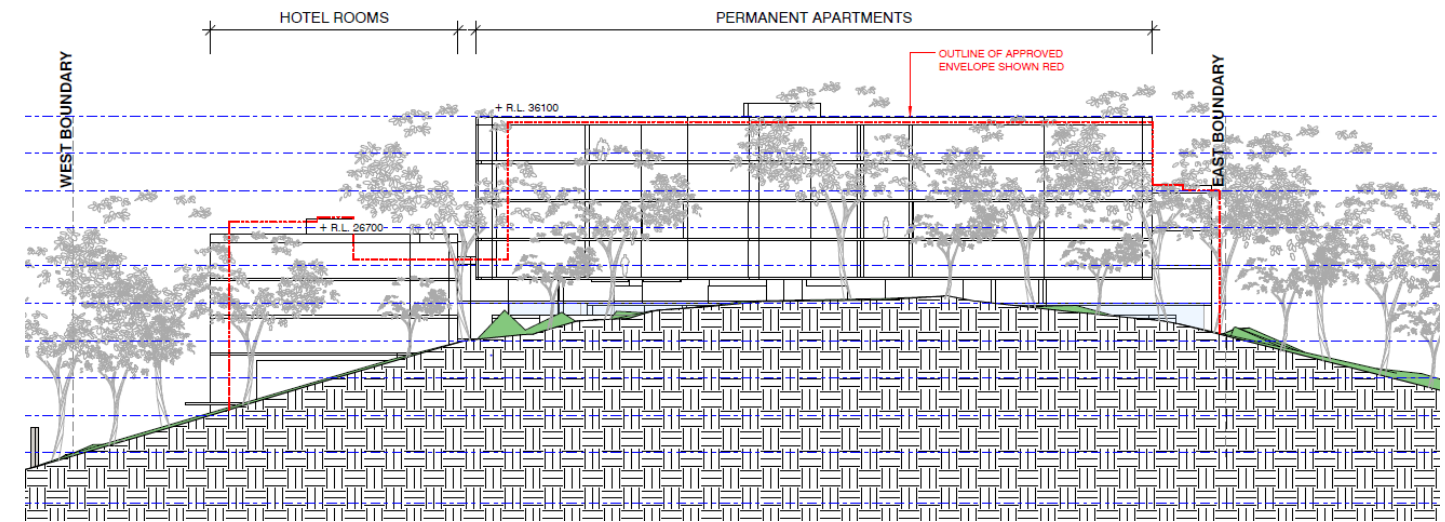 HOTEL ROOMS
PERMANENT APARTMENTS
OUTLINE OF APPROVED
ENVELOPE SHOWN RED
WEST BOUNDARY
EAST BOUNDARY
+ R.L. 36100
+ R.L. 26700